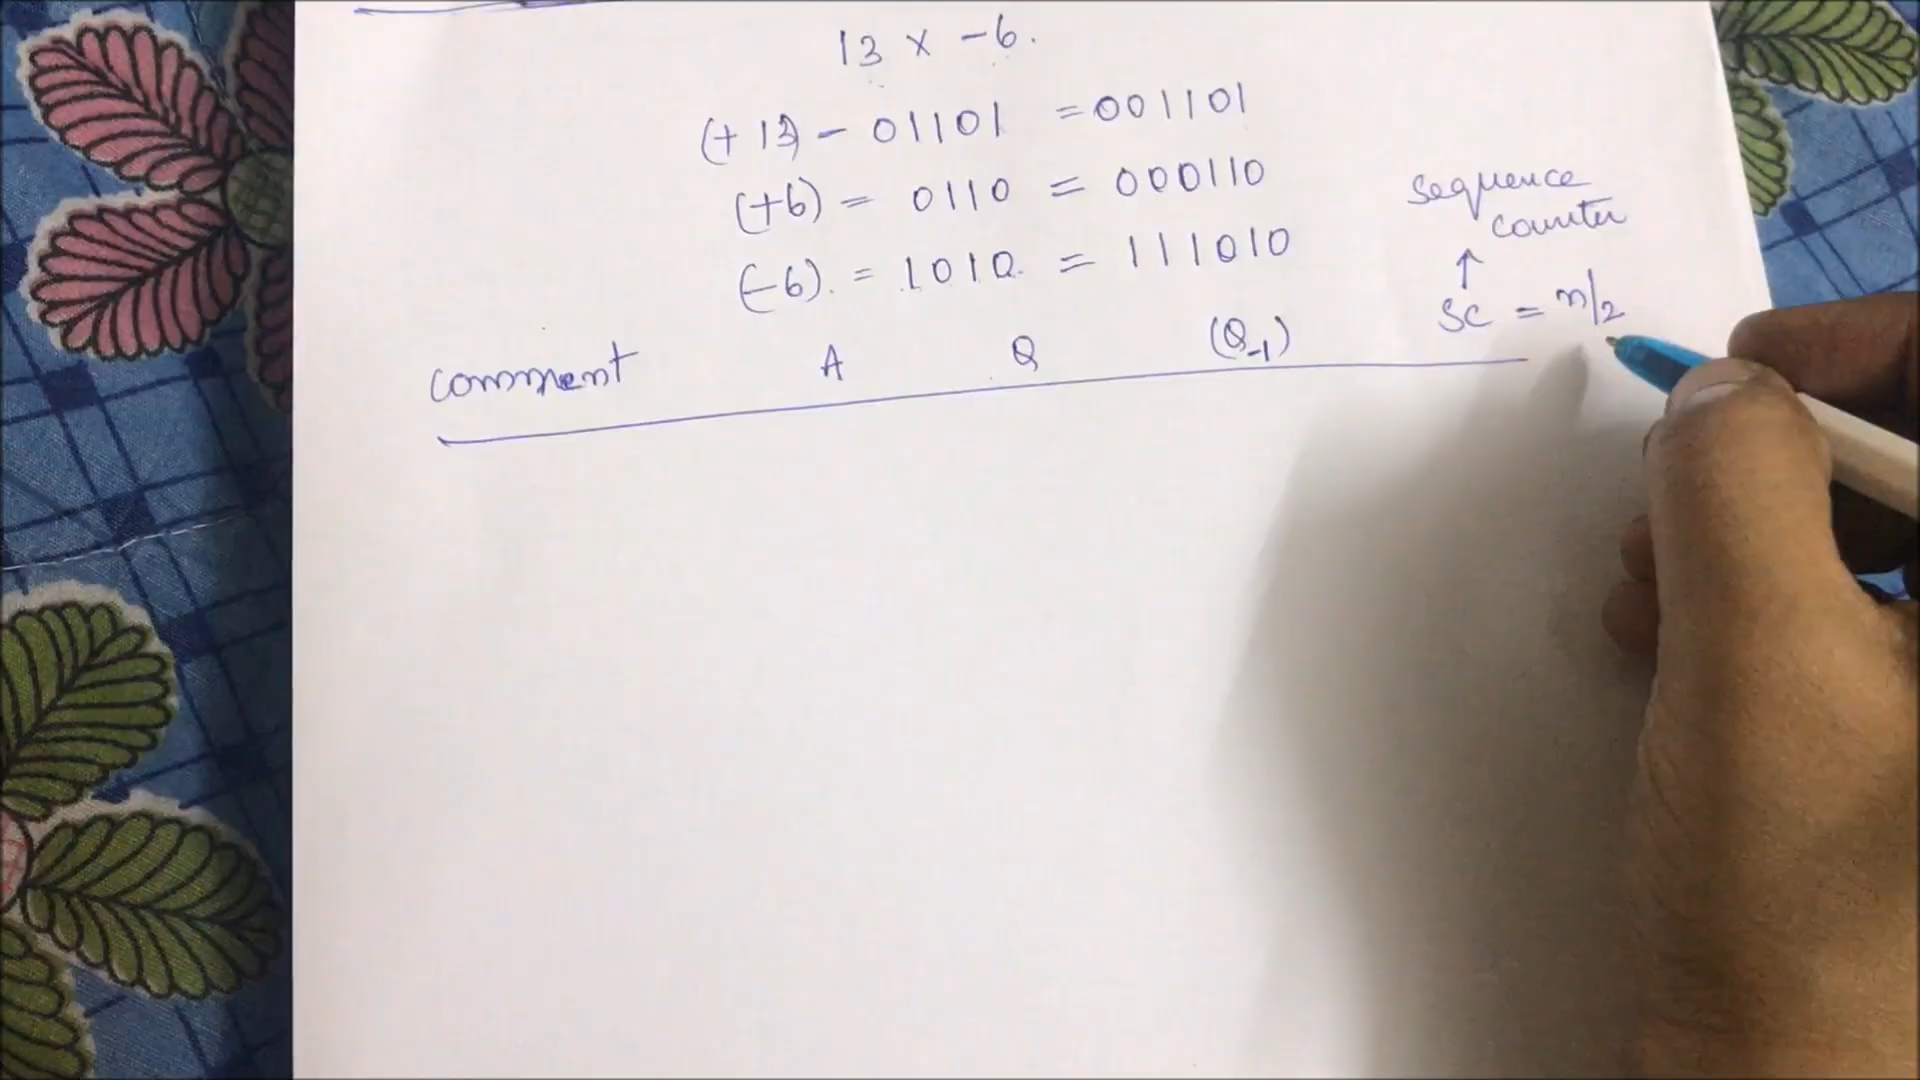 13 x -6.
(+13) - 01101 = 001101
(+6) = 0110 = 000110
(-6). = 1010. = 111010
sequence
counter
↑
comment A Q (Q-1) SC = n/2